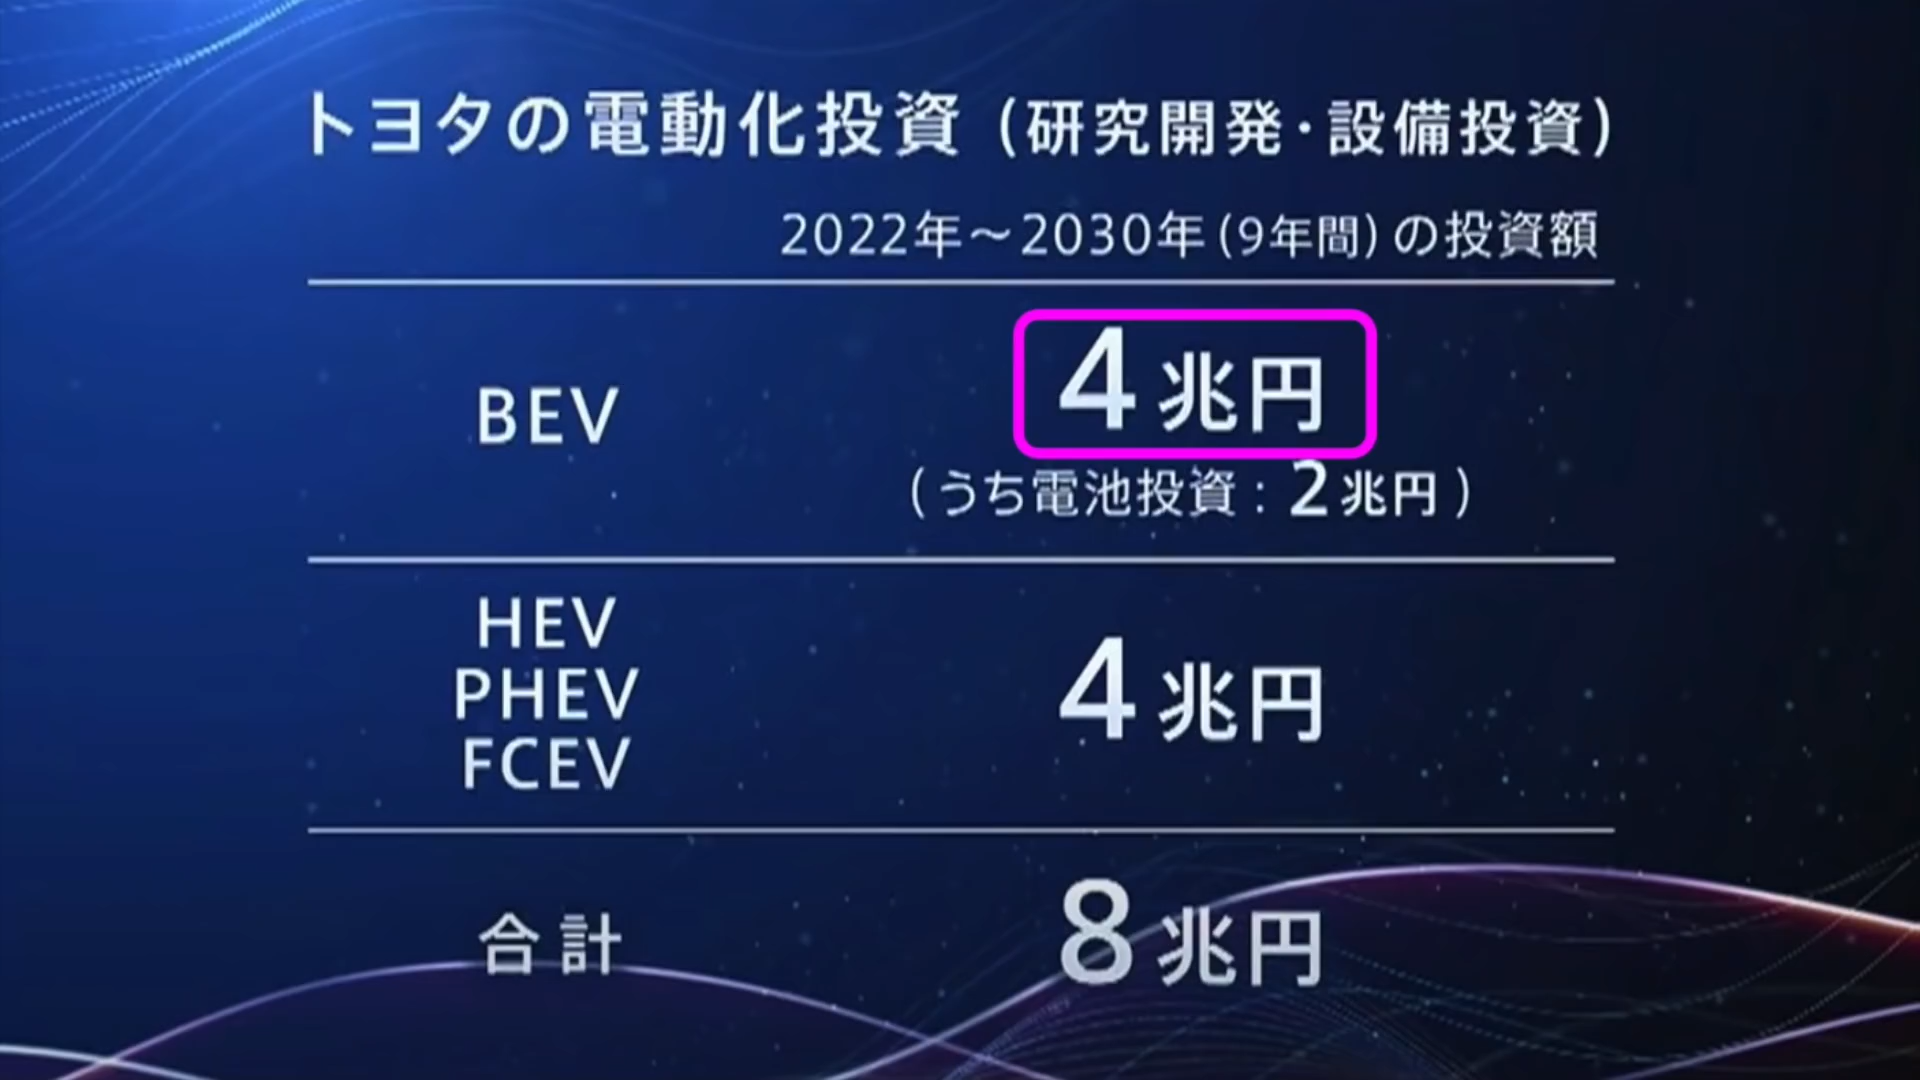 トヨタの電動化投資（研究開発・設備投資）
2022年～2030年（9年間）の投資額
BEV
4兆円
（うち電池投資：2兆円）
HEV
PHEV
FCEV
4兆円
合計
8兆円